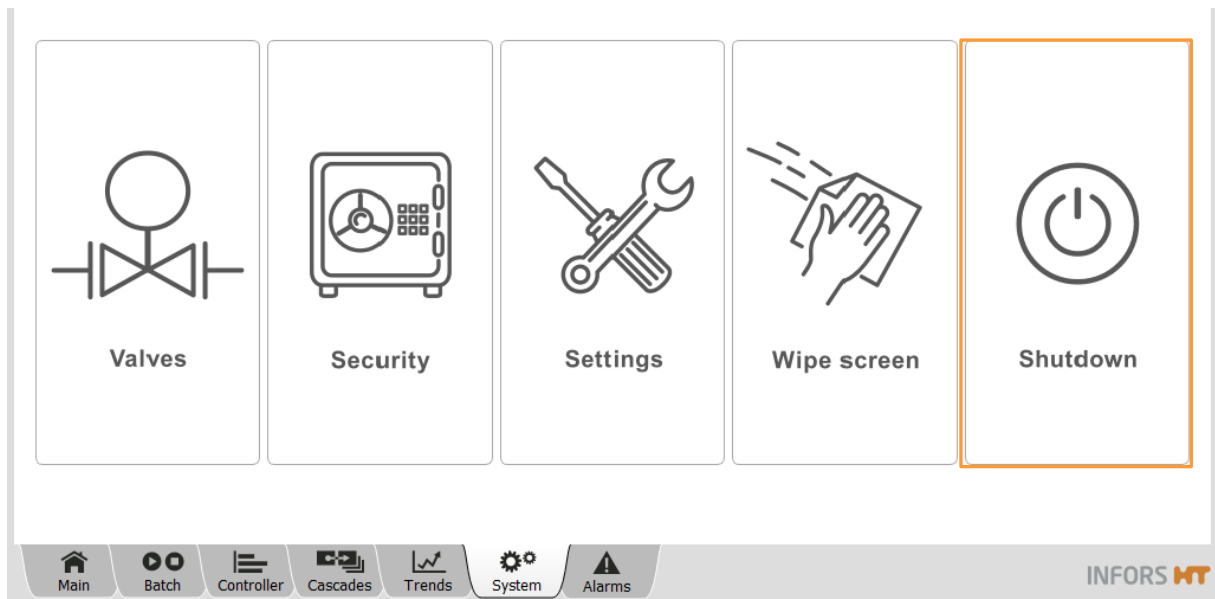 Valves
Security
Settings
Wipe screen
Shutdown
Main
Batch
Controller
Cascades
Trends
System
Alarms
INFORS HT